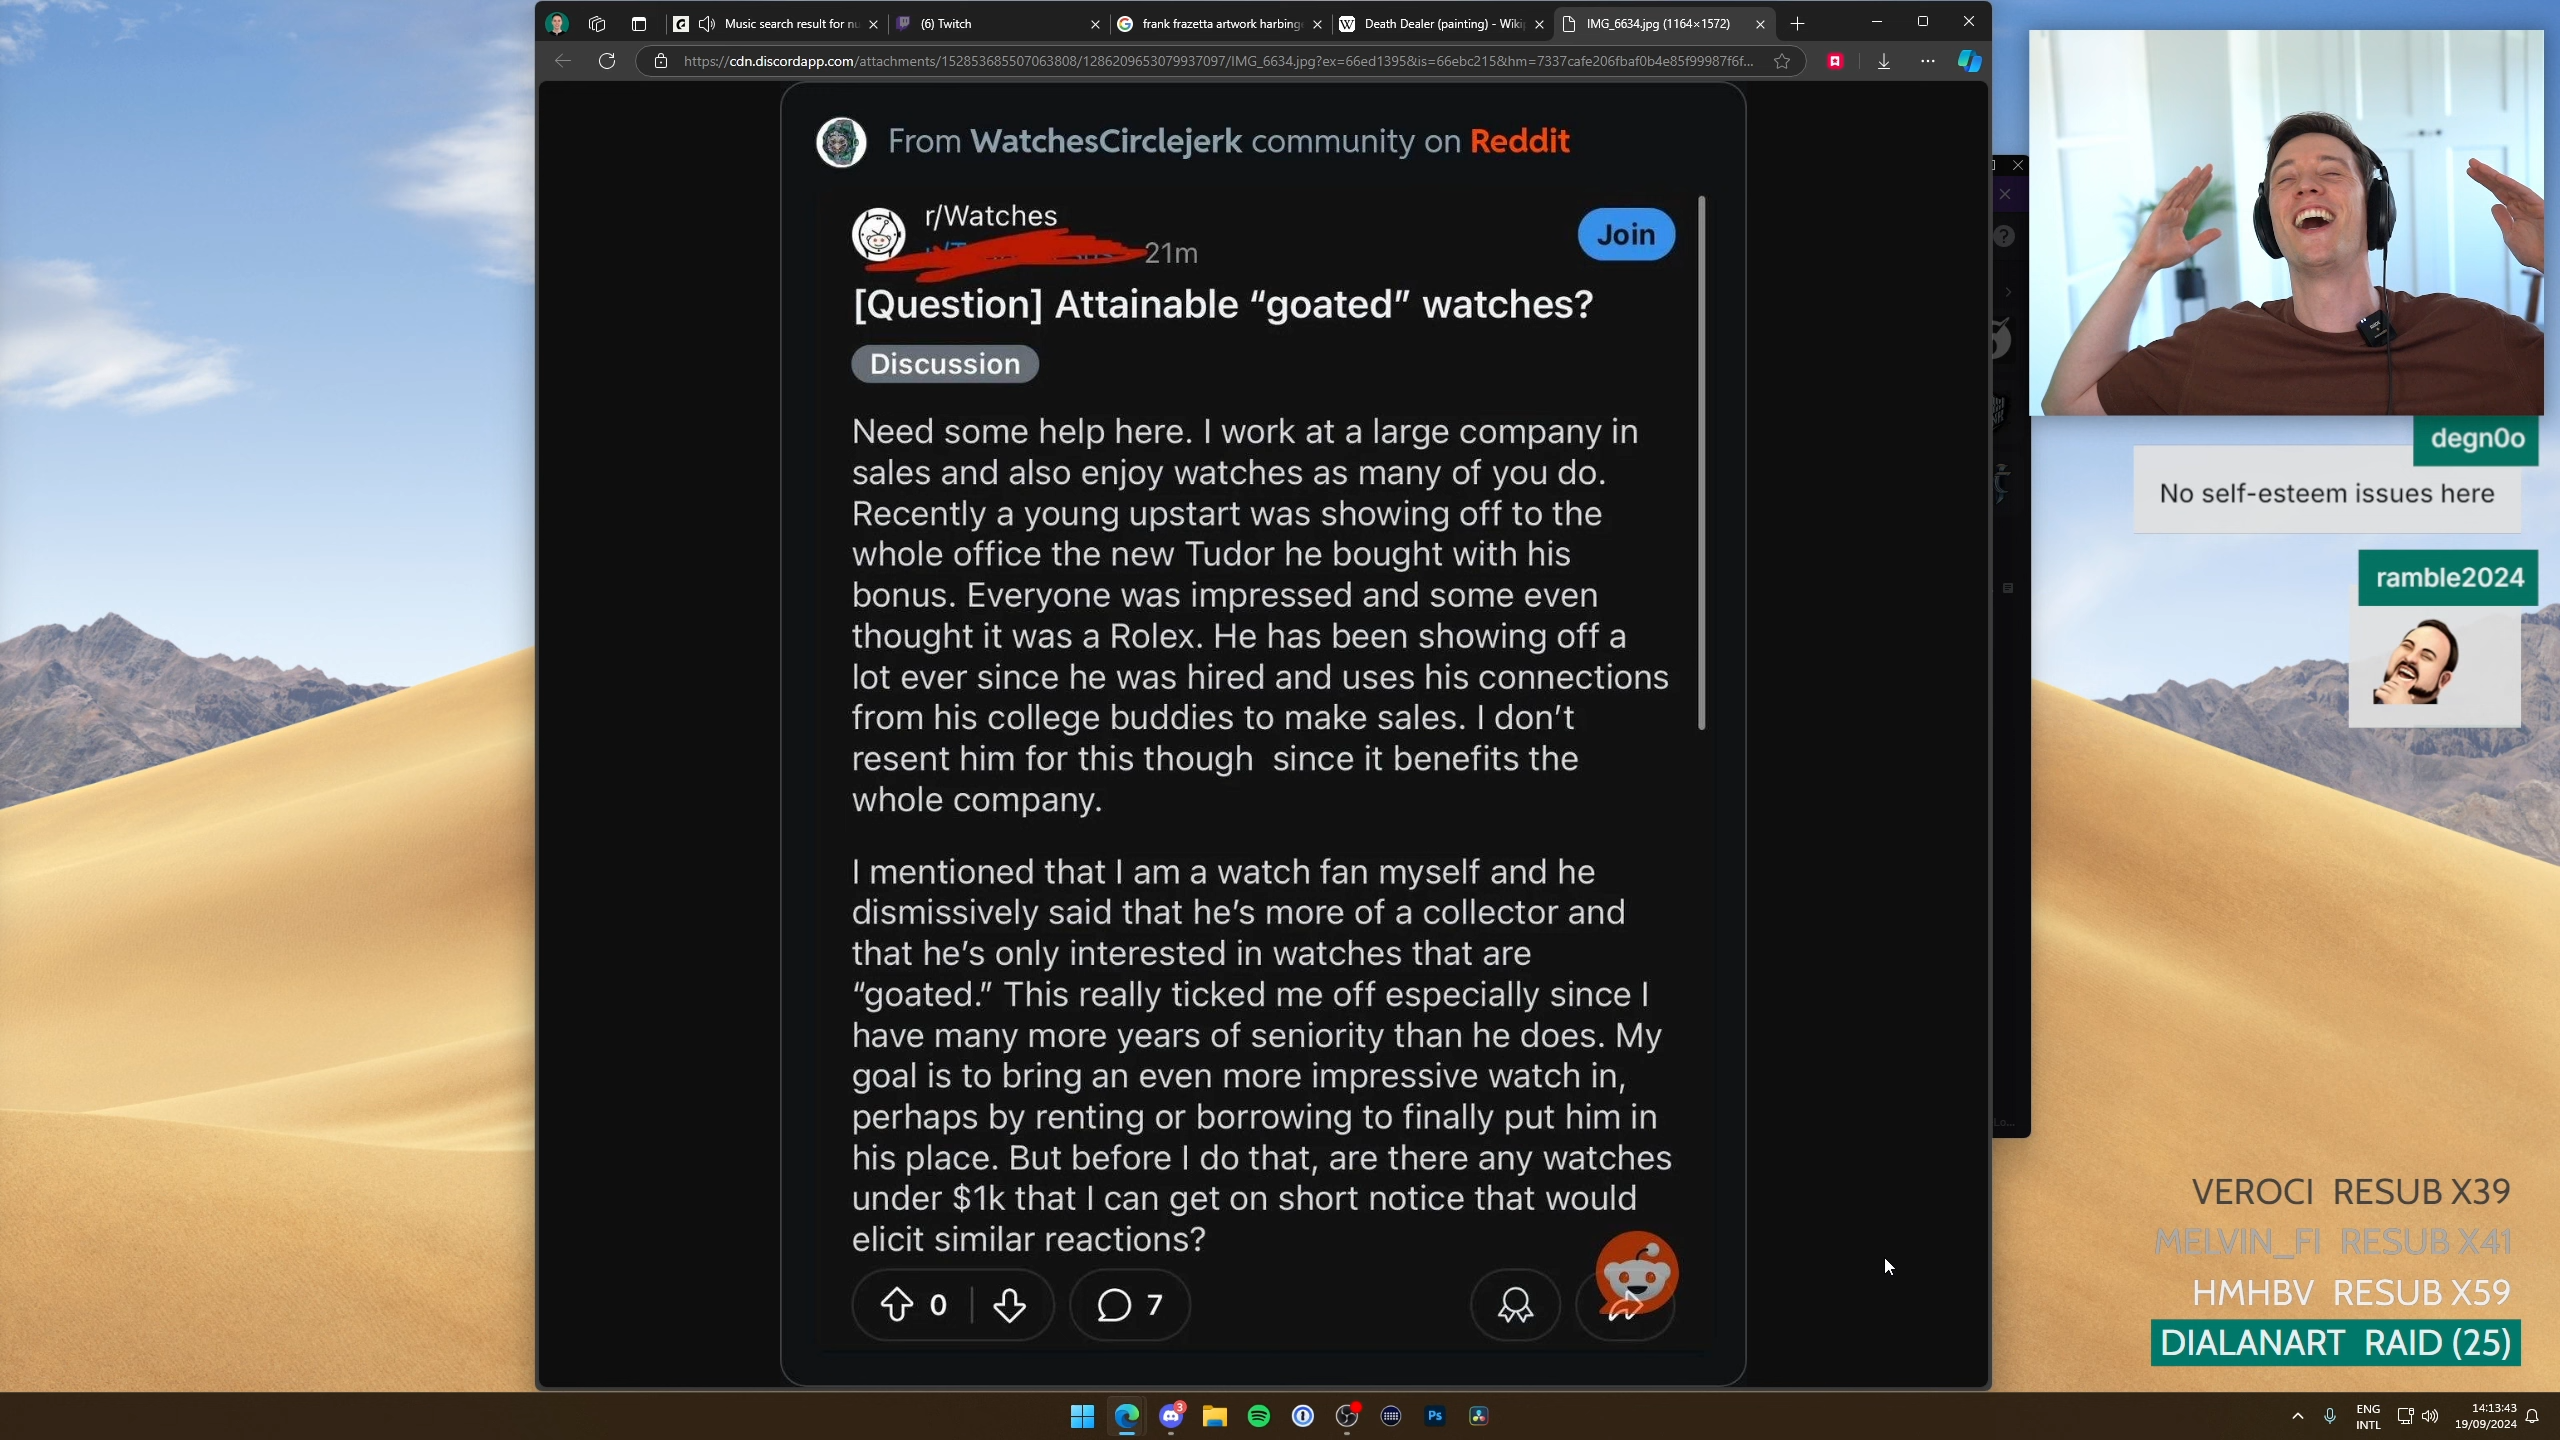 Music search result for nu
(6) Twitch
frank frazetta artwork harbinge
Death Dealer (painting) - Wiki
IMG_6634.jpg (1164×1572)
https://cdn.discordapp.com/attachments/152853685507063808/1286209653079937097/IMG_6634.jpg?ex=66ed1395&is=66ebc215&hm=7337cafe206fbaf0b4e85f99987f6f...
From WatchesCirclejerk community on Reddit
r/Watches
21m
Join
[Question] Attainable “goated” watches?
Discussion
Need some help here. I work at a large company in
sales and also enjoy watches as many of you do.
Recently a young upstart was showing off to the
whole office the new Tudor he bought with his
bonus. Everyone was impressed and some even
thought it was a Rolex. He has been showing off a
lot ever since he was hired and uses his connections
from his college buddies to make sales. I don’t
resent him for this though  since it benefits the
whole company.
I mentioned that I am a watch fan myself and he
dismissively said that he’s more of a collector and
that he’s only interested in watches that are
“goated.” This really ticked me off especially since I
have many more years of seniority than he does. My
goal is to bring an even more impressive watch in,
perhaps by renting or borrowing to finally put him in
his place. But before I do that, are there any watches
under $1k that I can get on short notice that would
elicit similar reactions?
0
7
degn0o
No self-esteem issues here
ramble2024
VEROCI RESUB X39
MELVIN_FI RESUB X41
HMHBV RESUB X59
DIALANART RAID (25)
3
Ps
ENG
INTL
14:13:43
19/09/2024